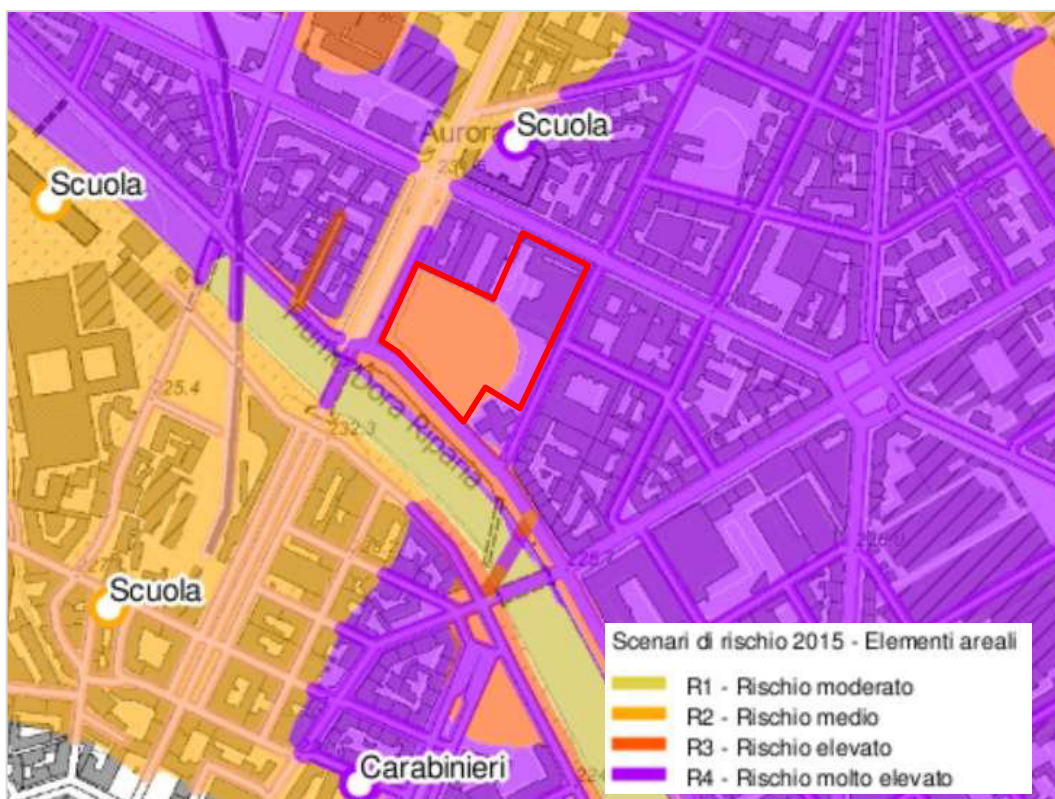 Scuola
Aurora
Scuola
225.4
Fiume Dora Riparia
232.3
Scuola
Carabinieri
Scenari di rischio 2015 - Elementi areali
R1 - Rischio moderato
R2 - Rischio medio
R3 - Rischio elevato
R4 - Rischio molto elevato